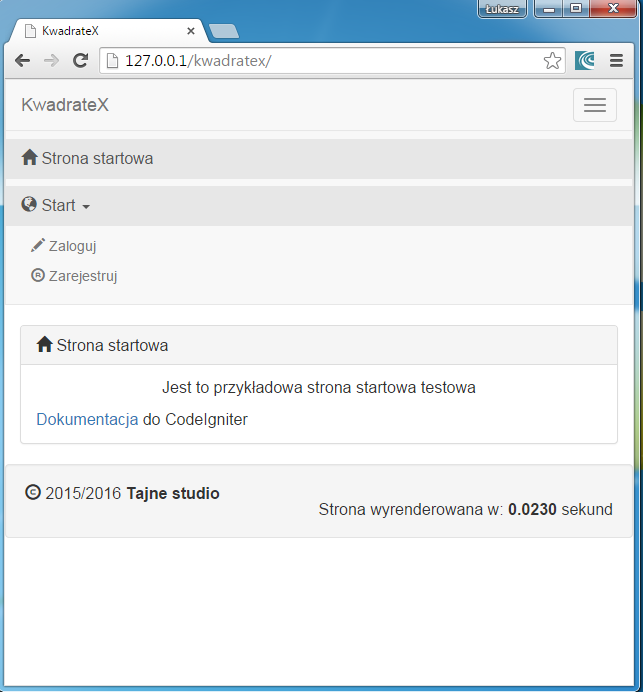 Łukasz
KwadrateX
127.0.0.1/kwadratex/
KwadrateX
Strona startowa
Start
Zaloguj
® Zarejestruj
Strona startowa
Jest to przykładowa strona startowa testowa
Dokumentacja do CodeIgniter
© 2015/2016 Tajne studio
Strona wyrenderowana w: 0.0230 sekund